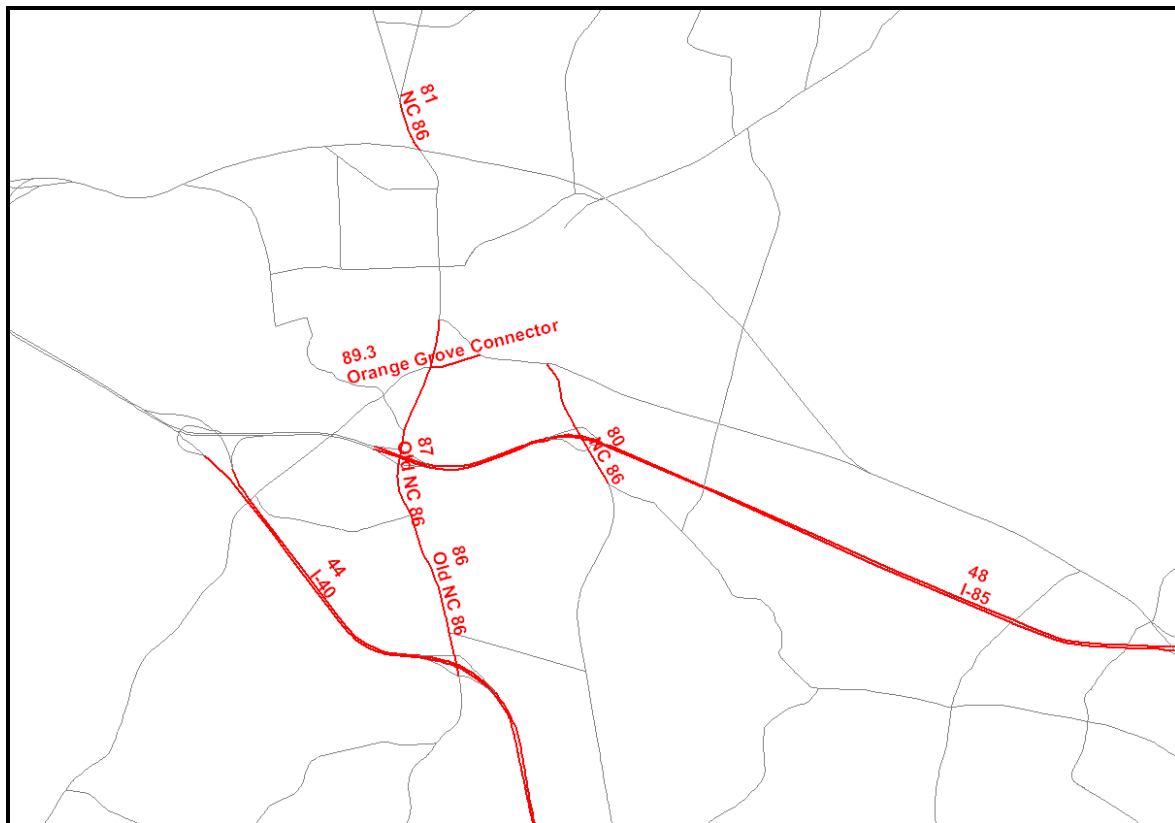 81
NC 86
89.3
Orange Grove Connector
87
Old NC 86
80
NC 86
86
Old NC 86
44
I-40
48
I-85